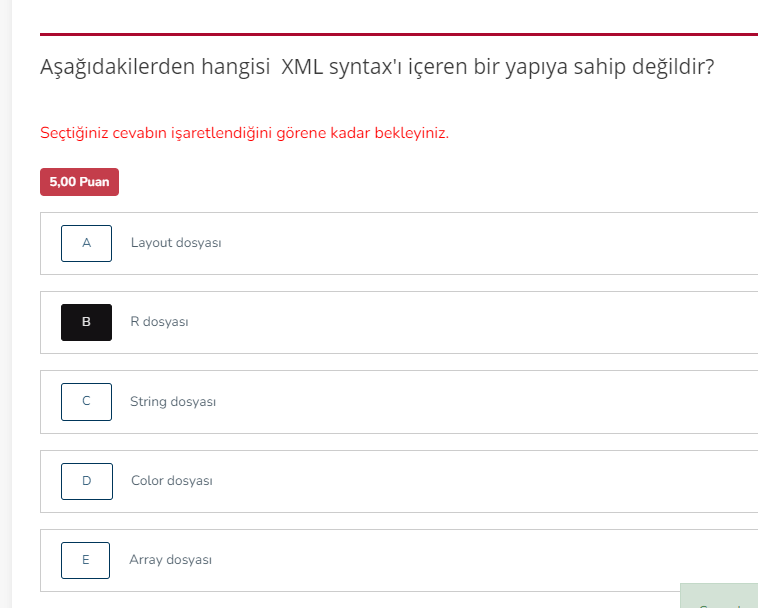 Aşağıdakilerden hangisi XML syntax'ı içeren bir yapıya sahip değildir?
Seçtiğiniz cevabın işaretlendiğini görene kadar bekleyiniz.
5,00 Puan
A Layout dosyası
B R dosyası
C String dosyası
D Color dosyası
E Array dosyası